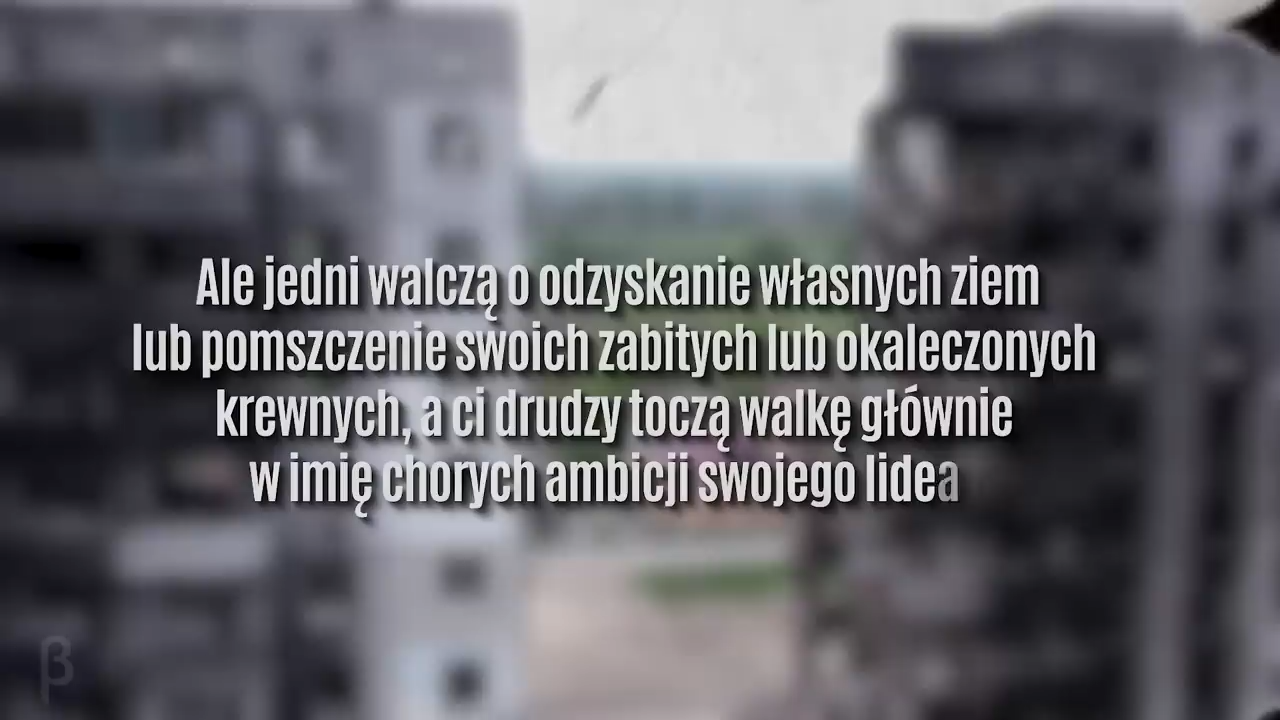 Ale jedni walczą o odzyskanie własnych ziem
lub pomszczenie swoich zabitych lub okaleczonych
krewnych, a ci drudzy toczą walkę głównie
w imię chorych ambicji swojego lidea
β